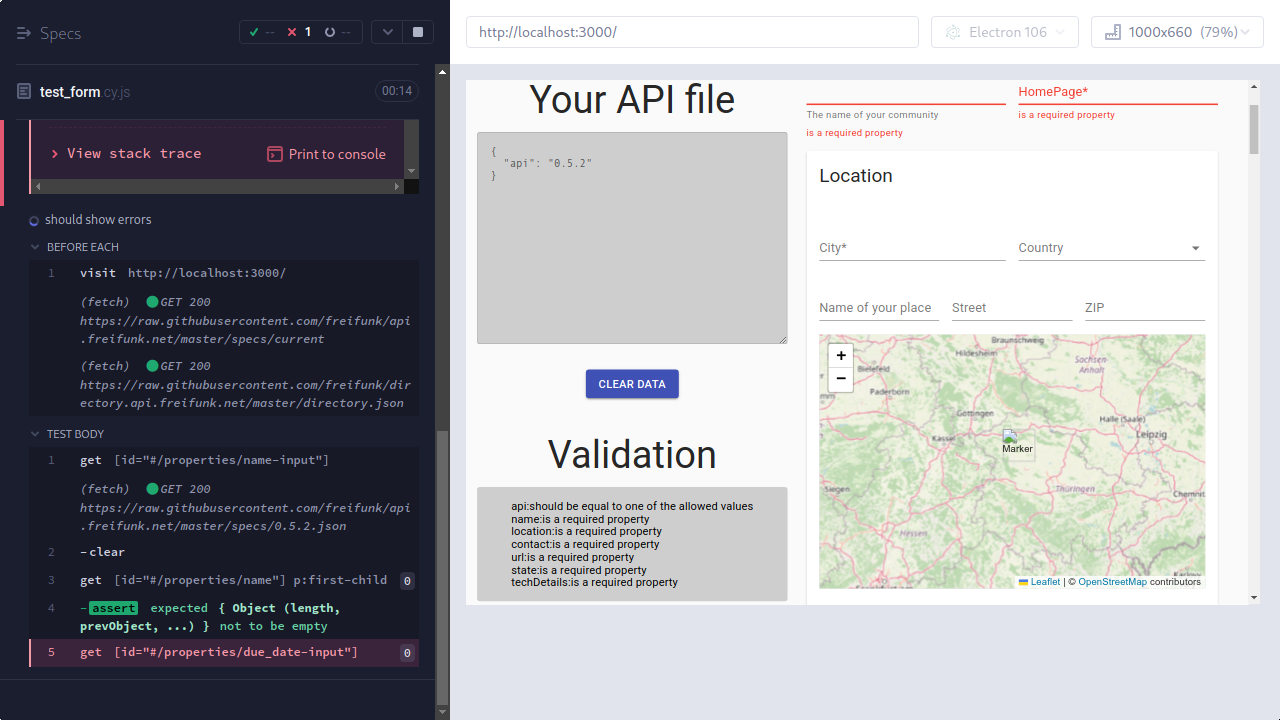 Specs
✓ -- ✕ 1 --
test_form.cy.js 00:14
View stack trace
Print to console
should show errors
BEFORE EACH
1 visit http://localhost:3000/
(fetch) GET 200
https://raw.githubusercontent.com/freifunk/api
.freifunk.net/master/specs/current
(fetch) GET 200
https://raw.githubusercontent.com/freifunk/dir
ectory.api.freifunk.net/master/directory.json
TEST BODY
1 get [id="#/properties/name-input"]
(fetch) GET 200
https://raw.githubusercontent.com/freifunk/api
.freifunk.net/master/specs/0.5.2.json
2 -clear
3 get [id="#/properties/name"] p:first-child 0
4 -assert expected { Object (length,
prevObject, ...) } not to be empty
5 get [id="#/properties/due_date-input"] 0
http://localhost:3000/
Electron 106
1000x660 (79%)
Your API file
{
"api": "0.5.2"
}
CLEAR DATA
Validation
api:should be equal to one of the allowed values
name:is a required property
location:is a required property
contact:is a required property
url:is a required property
state:is a required property
techDetails:is a required property
HomePage*
The name of your community
is a required property
is a required property
Location
City*
Country
Name of your place
Street
ZIP
+
−
Braunschweig
Hildesheim
Sachsen-
Anhalt
Bielefeld
Paderborn
Göttingen
Halle (Saale)
Kassel
Leipzig
Marker
Siegen
Thüringen
Chemnit
Hessen
Frankfurt
Karlovy
Leaflet | © OpenStreetMap contributors